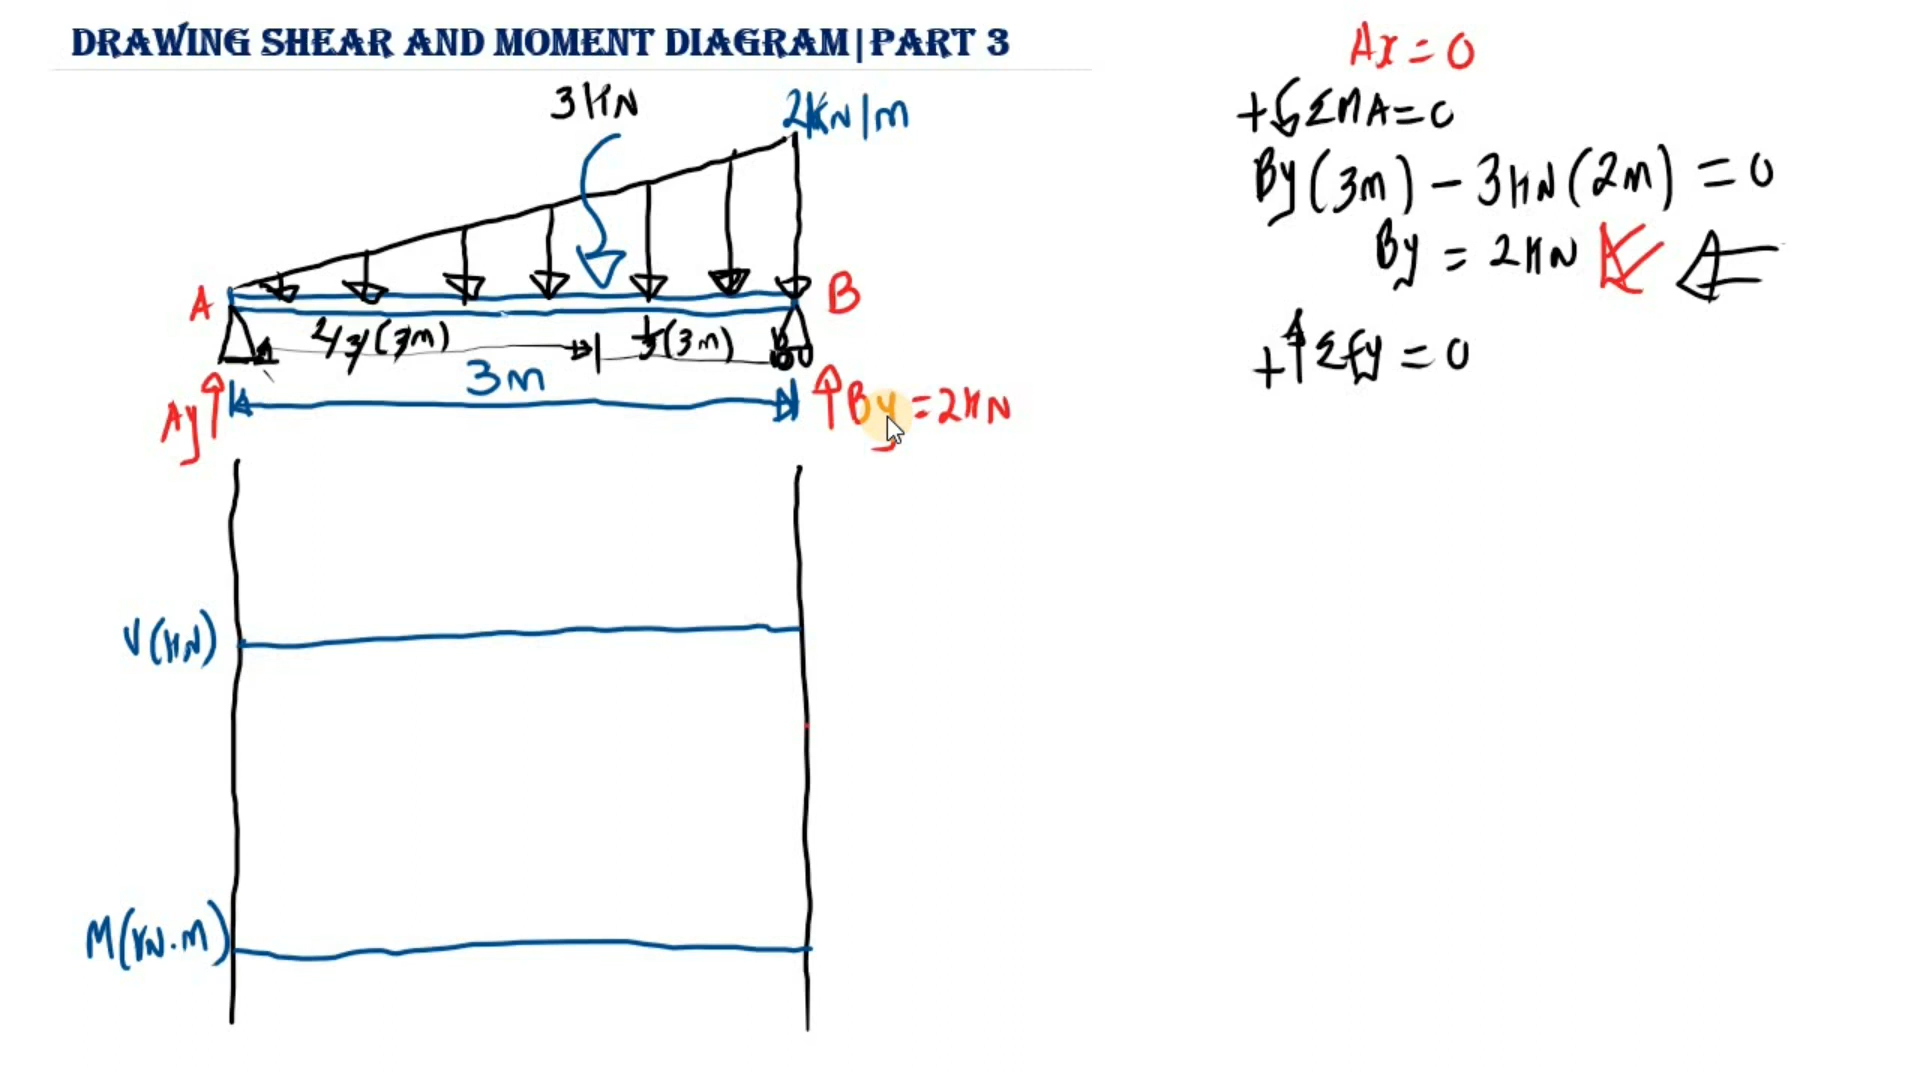 DRAWING SHEAR AND MOMENT DIAGRAM|PART 3
3KN
2KN/m
A
B
2/3(3m)
1/3(3m)
3m
Ay
By=2KN
V(KN)
M(KN.m)
Ax=0
+ΣMA=0
By(3m)-3KN(2m)=0
By=2KN
+↑Σfy=0